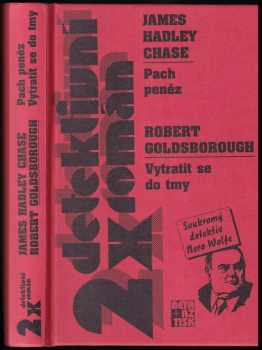 JAMES HADLEY CHASE
ROBERT GOLDSBOROUGH
Pach peněz
Vytratit se do tmy
2x
detektivní
román
2x
detektivní
román
JAMES
HADLEY
CHASE
Pach
peněz
ROBERT
GOLDSBOROUGH
Vytratit se
do tmy
Soukromý
detektiv
Nero Wolfe